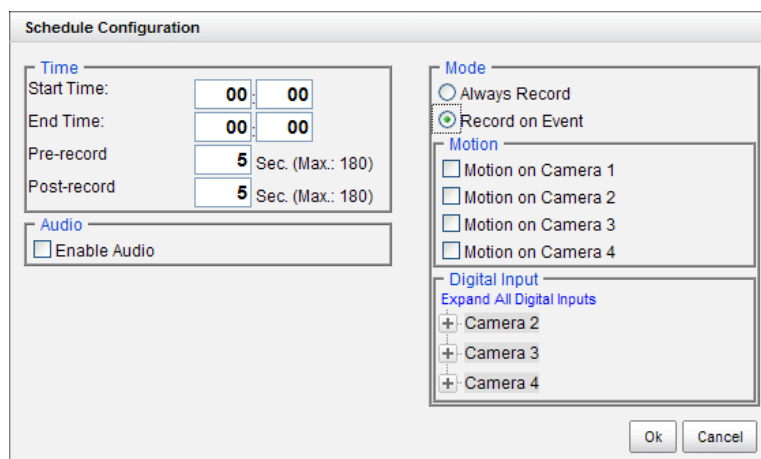 Schedule Configuration
Time
Start Time: 00 : 00
End Time: 00 : 00
Pre-record 5 Sec. (Max.: 180)
Post-record 5 Sec. (Max.: 180)
Audio
Enable Audio
Mode
Always Record
Record on Event
Motion
Motion on Camera 1
Motion on Camera 2
Motion on Camera 3
Motion on Camera 4
Digital Input
Expand All Digital Inputs
Camera 2
Camera 3
Camera 4
Ok Cancel